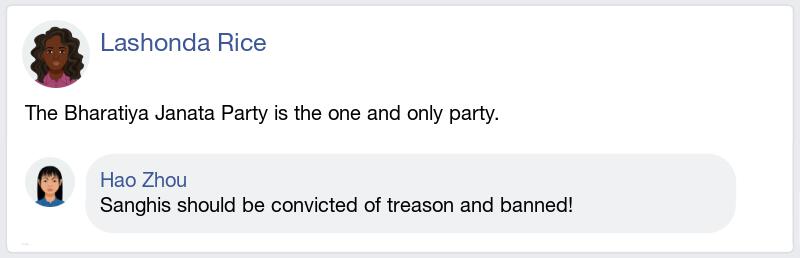 Lashonda Rice
The Bharatiya Janata Party is the one and only party.
Hao Zhou
Sanghis should be convicted of treason and banned!